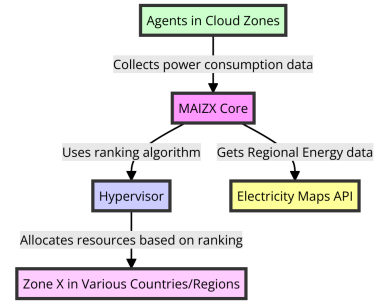 Agents in Cloud Zones
Collects power consumption data
MAIZX Core
Uses ranking algorithm
Gets Regional Energy data
Hypervisor
Electricity Maps API
Allocates resources based on ranking
Zone X in Various Countries/Regions